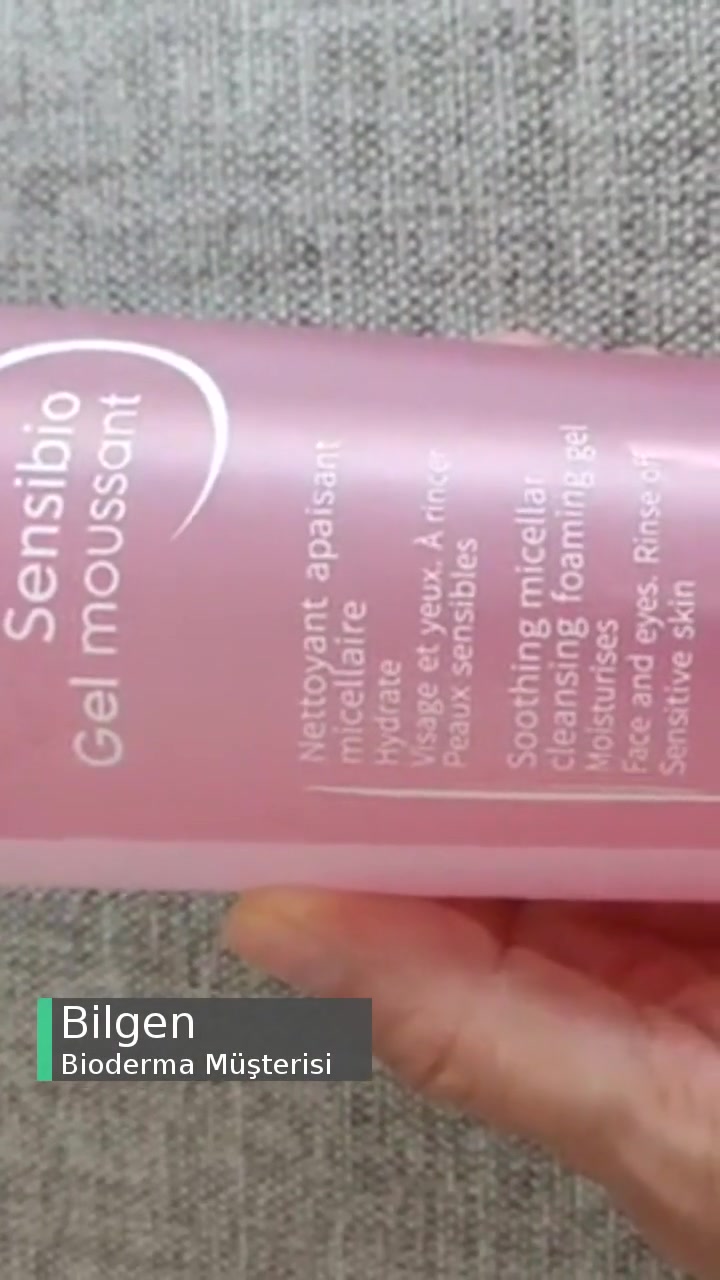 Sensibio
Gel moussant
Nettoyant apaisant
micellaire
Hydrate
Visage et yeux. À rincer
Peaux sensibles
Soothing micellar
cleansing foaming gel
Moisturises
Face and eyes. Rinse off
Sensitive skin
Bilgen
Bioderma Müşterisi